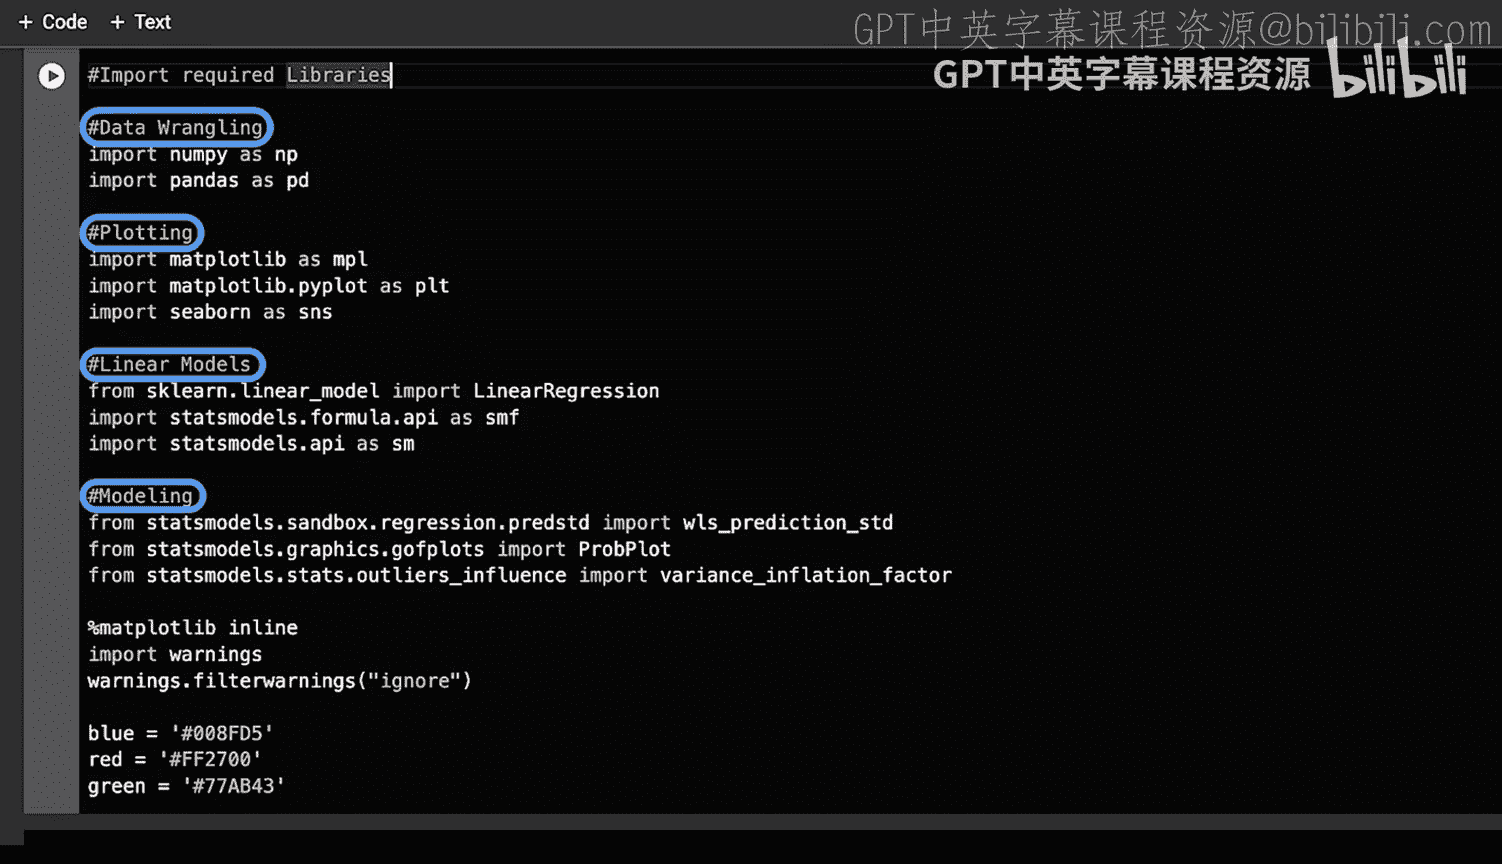 + Code + Text
GPT中英字幕课程资源@bilibili.com
GPT中英字幕课程资源 bilibili
#Import required Libraries
#Data Wrangling
import numpy as np
import pandas as pd
#Plotting
import matplotlib as mpl
import matplotlib.pyplot as plt
import seaborn as sns
#Linear Models
from sklearn.linear_model import LinearRegression
import statsmodels.formula.api as smf
import statsmodels.api as sm
#Modeling
from statsmodels.sandbox.regression.predstd import wls_prediction_std
from statsmodels.graphics.gofplots import ProbPlot
from statsmodels.stats.outliers_influence import variance_inflation_factor
%matplotlib inline
import warnings
warnings.filterwarnings("ignore")
blue = '#008FD5'
red = '#FF2700'
green = '#77AB43'